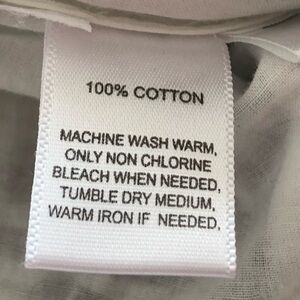 100% COTTON
MACHINE WASH WARM,
ONLY NON CHLORINE
BLEACH WHEN NEEDED,
TUMBLE DRY MEDIUM,
WARM IRON IF NEEDED.